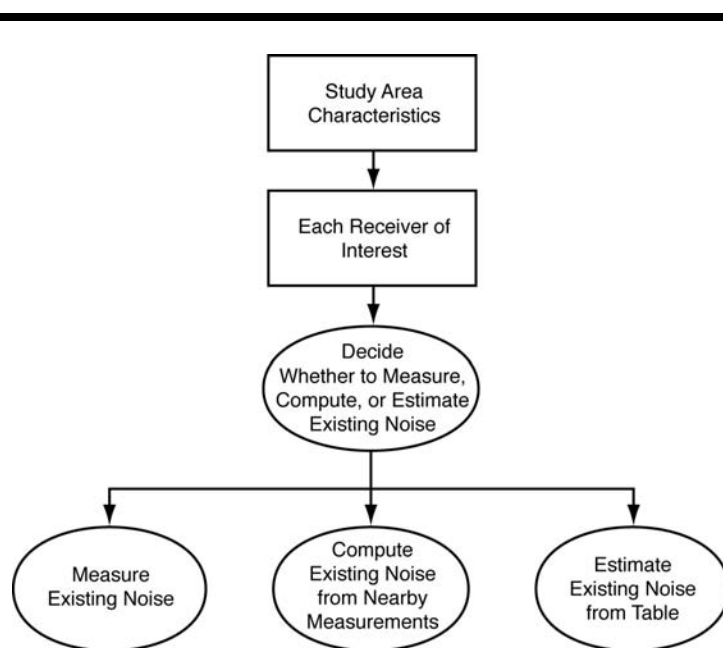 Study Area
Characteristics
Each Receiver of
Interest
Decide
Whether to Measure,
Compute, or Estimate
Existing Noise
Measure
Existing Noise
Compute
Existing Noise
from Nearby
Measurements
Estimate
Existing Noise
from Table